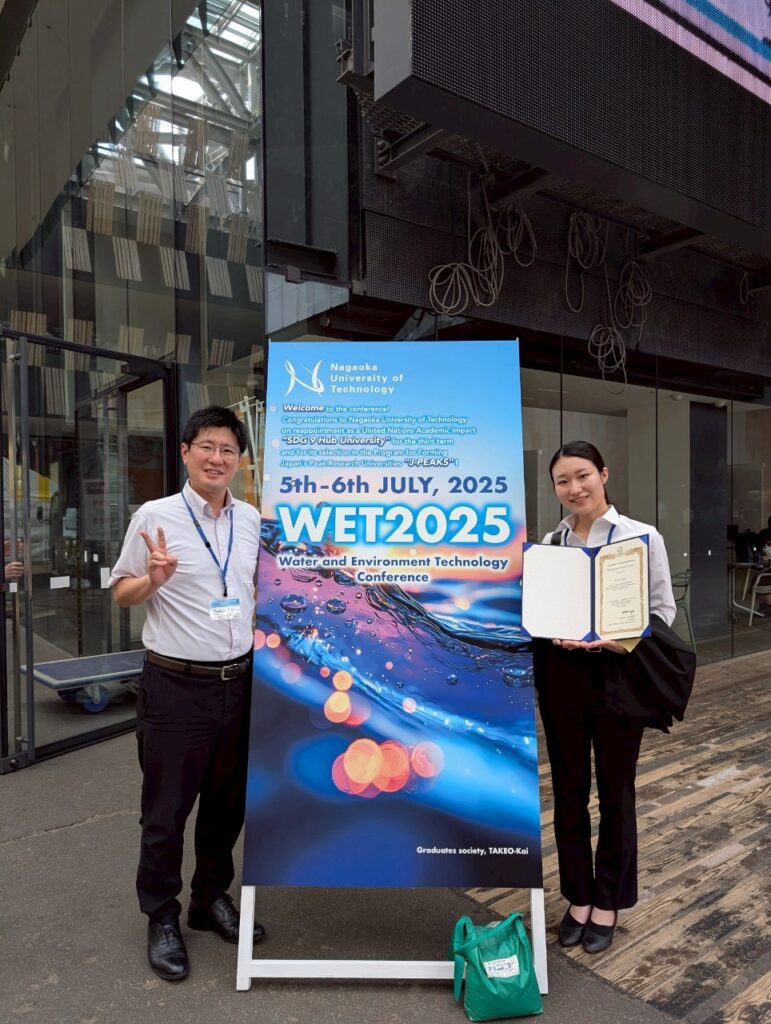 Nagaoka
University of
Technology
Welcome to the conference!
Congratulations to Nagaoka University of Technology
on reappointment as a United Nations Academic Impact
"SDG 9 Hub University" for the third term
and for its selection in the Program for Forming
Japan's Peak Research Universities "J-PEAKS"!
5th-6th JULY, 2025
WET2025
Water and Environment Technology
Conference
Graduates society, TAKEO-Kai